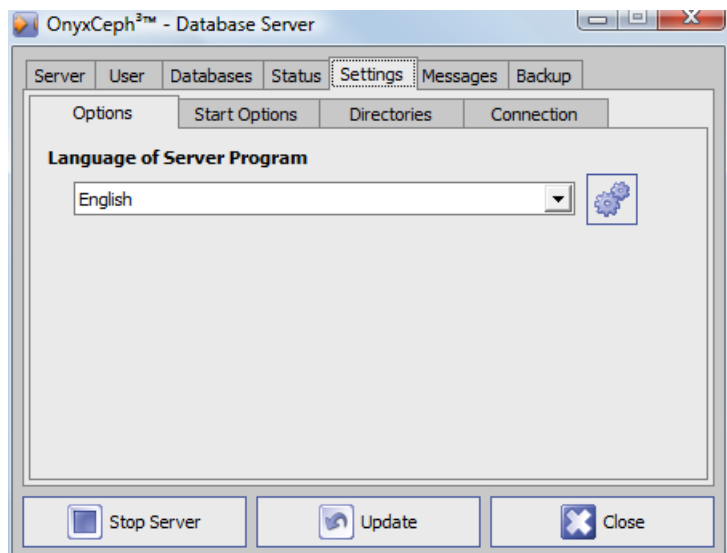 OnyxCeph³™ - Database Server
Server User Databases Status Settings Messages Backup
Options Start Options Directories Connection
Language of Server Program
English
Stop Server Update Close